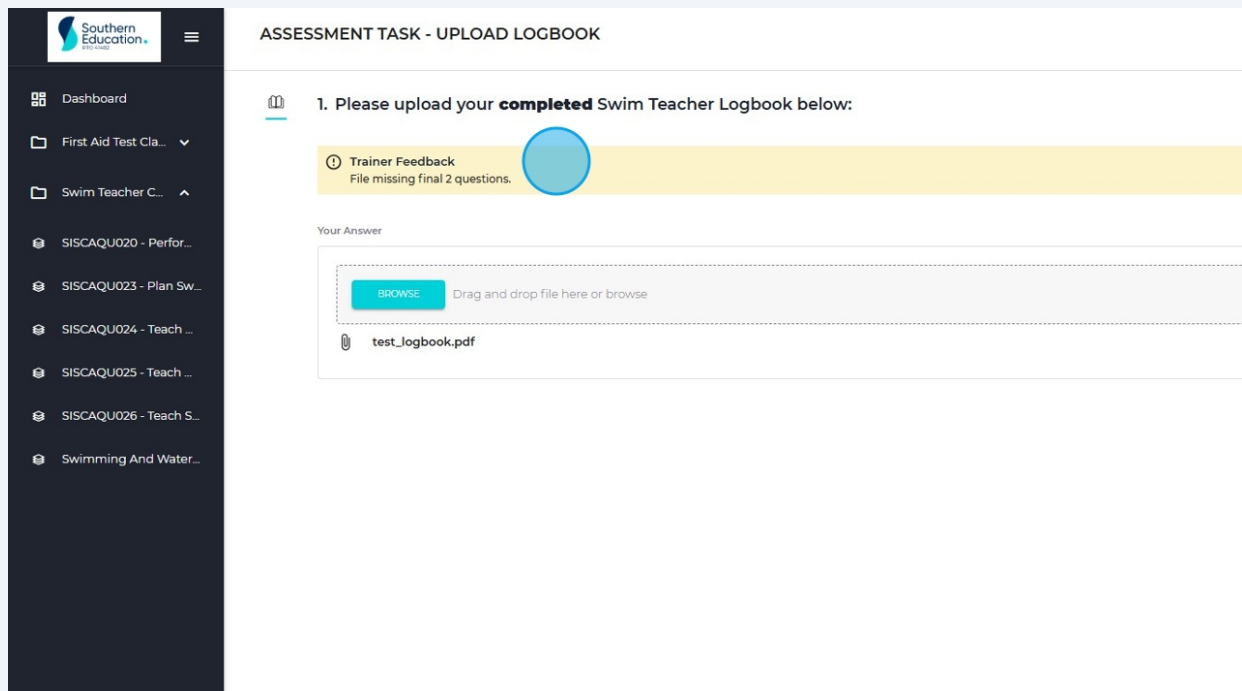 Southern
Education.
RTO 41482
ASSESSMENT TASK - UPLOAD LOGBOOK
Dashboard
First Aid Test Cla...
Swim Teacher C...
SISCAQU020 - Perfor...
SISCAQU023 - Plan Sw...
SISCAQU024 - Teach ...
SISCAQU025 - Teach ...
SISCAQU026 - Teach S...
Swimming And Water...
1. Please upload your completed Swim Teacher Logbook below:
Trainer Feedback
File missing final 2 questions.
Your Answer
BROWSE Drag and drop file here or browse
test_logbook.pdf